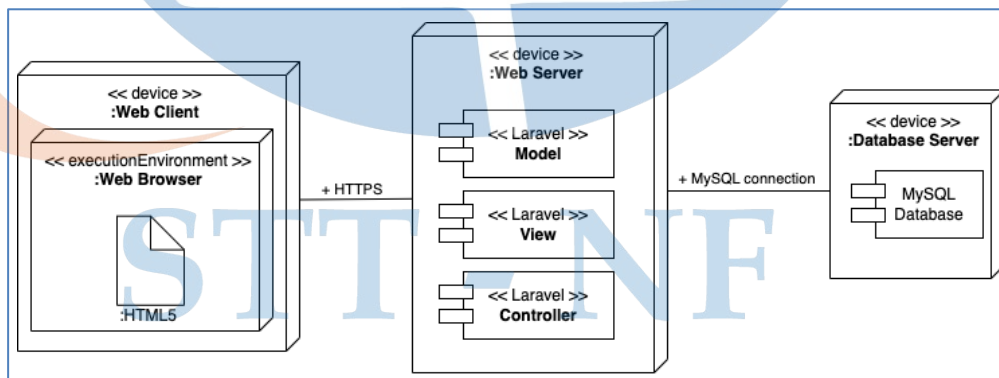 << device >>
:Web Client
<< executionEnvironment >>
:Web Browser
:HTML5
+ HTTPS
<< device >>
:Web Server
<< Laravel >>
Model
<< Laravel >>
View
<< Laravel >>
Controller
+ MySQL connection
<< device >>
:Database Server
MySQL
Database
STT - NF